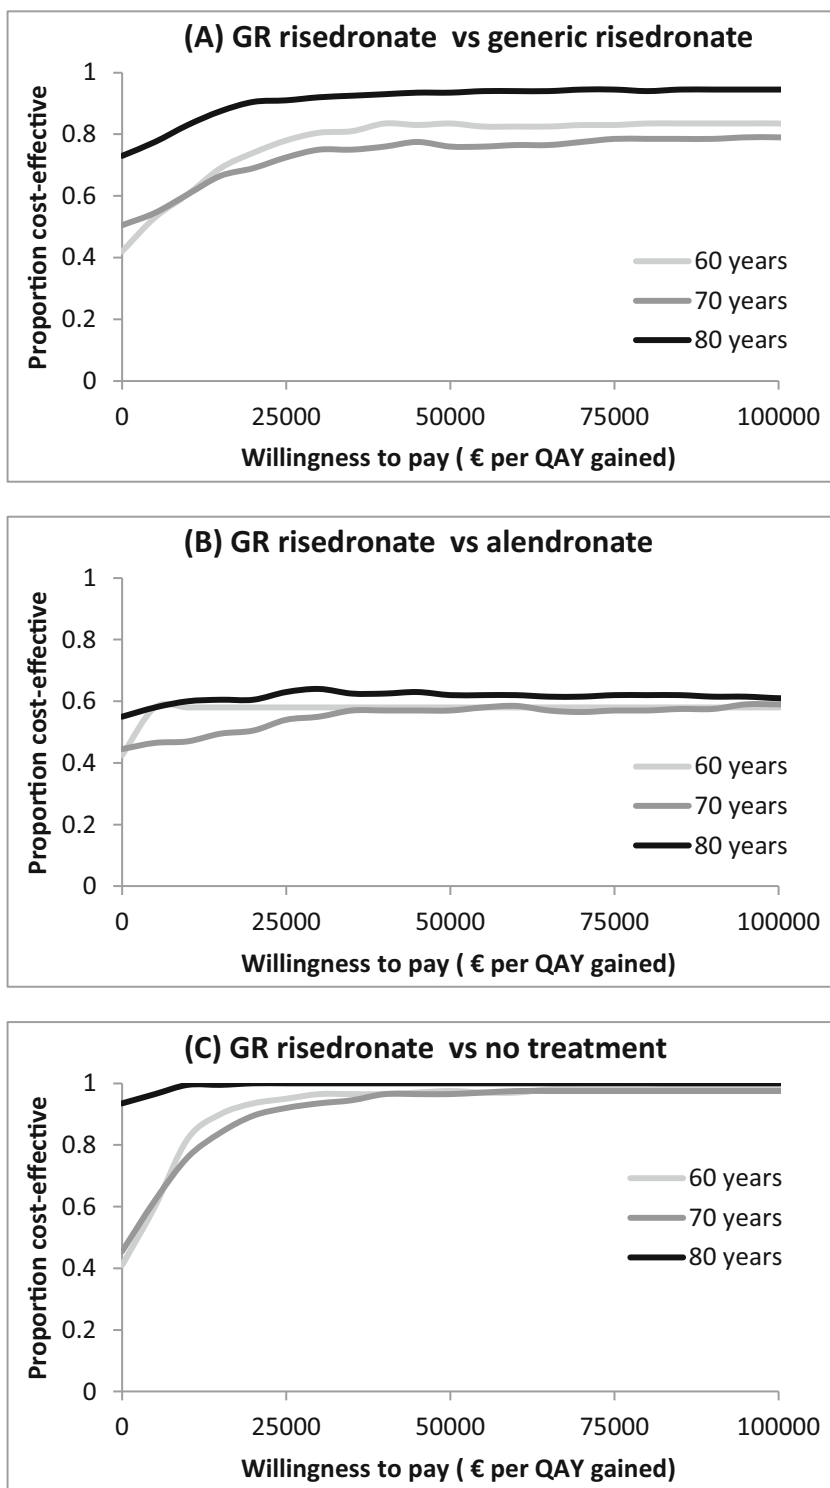 (A) GR risedronate vs generic risedronate
Proportion cost-effective
1
0.8
0.6
0.4
0.2
0
60 years
70 years
80 years
0 25000 50000 75000 100000
Willingness to pay ( € per QAY gained)
(B) GR risedronate vs alendronate
Proportion cost-effective
1
0.8
0.6
0.4
0.2
0
60 years
70 years
80 years
0 25000 50000 75000 100000
Willingness to pay ( € per QAY gained)
(C) GR risedronate vs no treatment
Proportion cost-effective
1
0.8
0.6
0.4
0.2
0
60 years
70 years
80 years
0 25000 50000 75000 100000
Willingness to pay ( € per QAY gained)